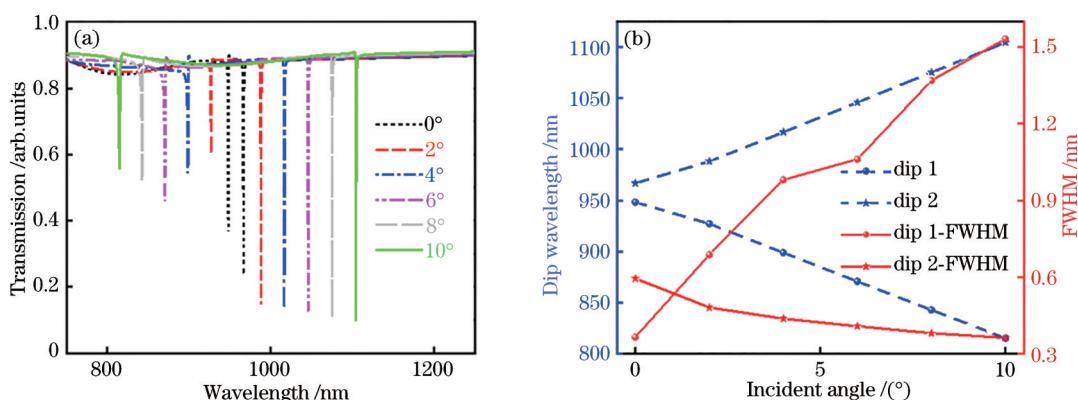 (a)
1.0
0.8
0.6
0.4
0.2
0
Transmission /arb.units
800
1000
1200
Wavelength /nm
0°
2°
4°
6°
8°
10°
(b)
1100
1050
1000
950
900
850
800
Dip wavelength /nm
0
5
10
Incident angle /(°)
1.5
1.2
0.9
0.6
0.3
FWHM /nm
dip 1
dip 2
dip 1-FWHM
dip 2-FWHM